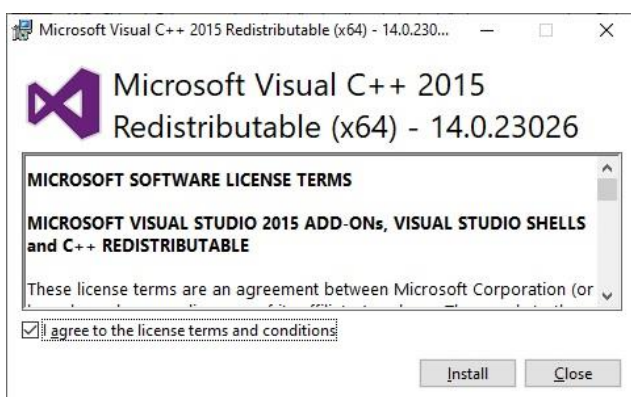 Microsoft Visual C++ 2015 Redistributable (x64) - 14.0.230...
Microsoft Visual C++ 2015
Redistributable (x64) - 14.0.23026
MICROSOFT SOFTWARE LICENSE TERMS
MICROSOFT VISUAL STUDIO 2015 ADD-ONs, VISUAL STUDIO SHELLS
and C++ REDISTRIBUTABLE
These license terms are an agreement between Microsoft Corporation (or
I agree to the license terms and conditions
Install
Close